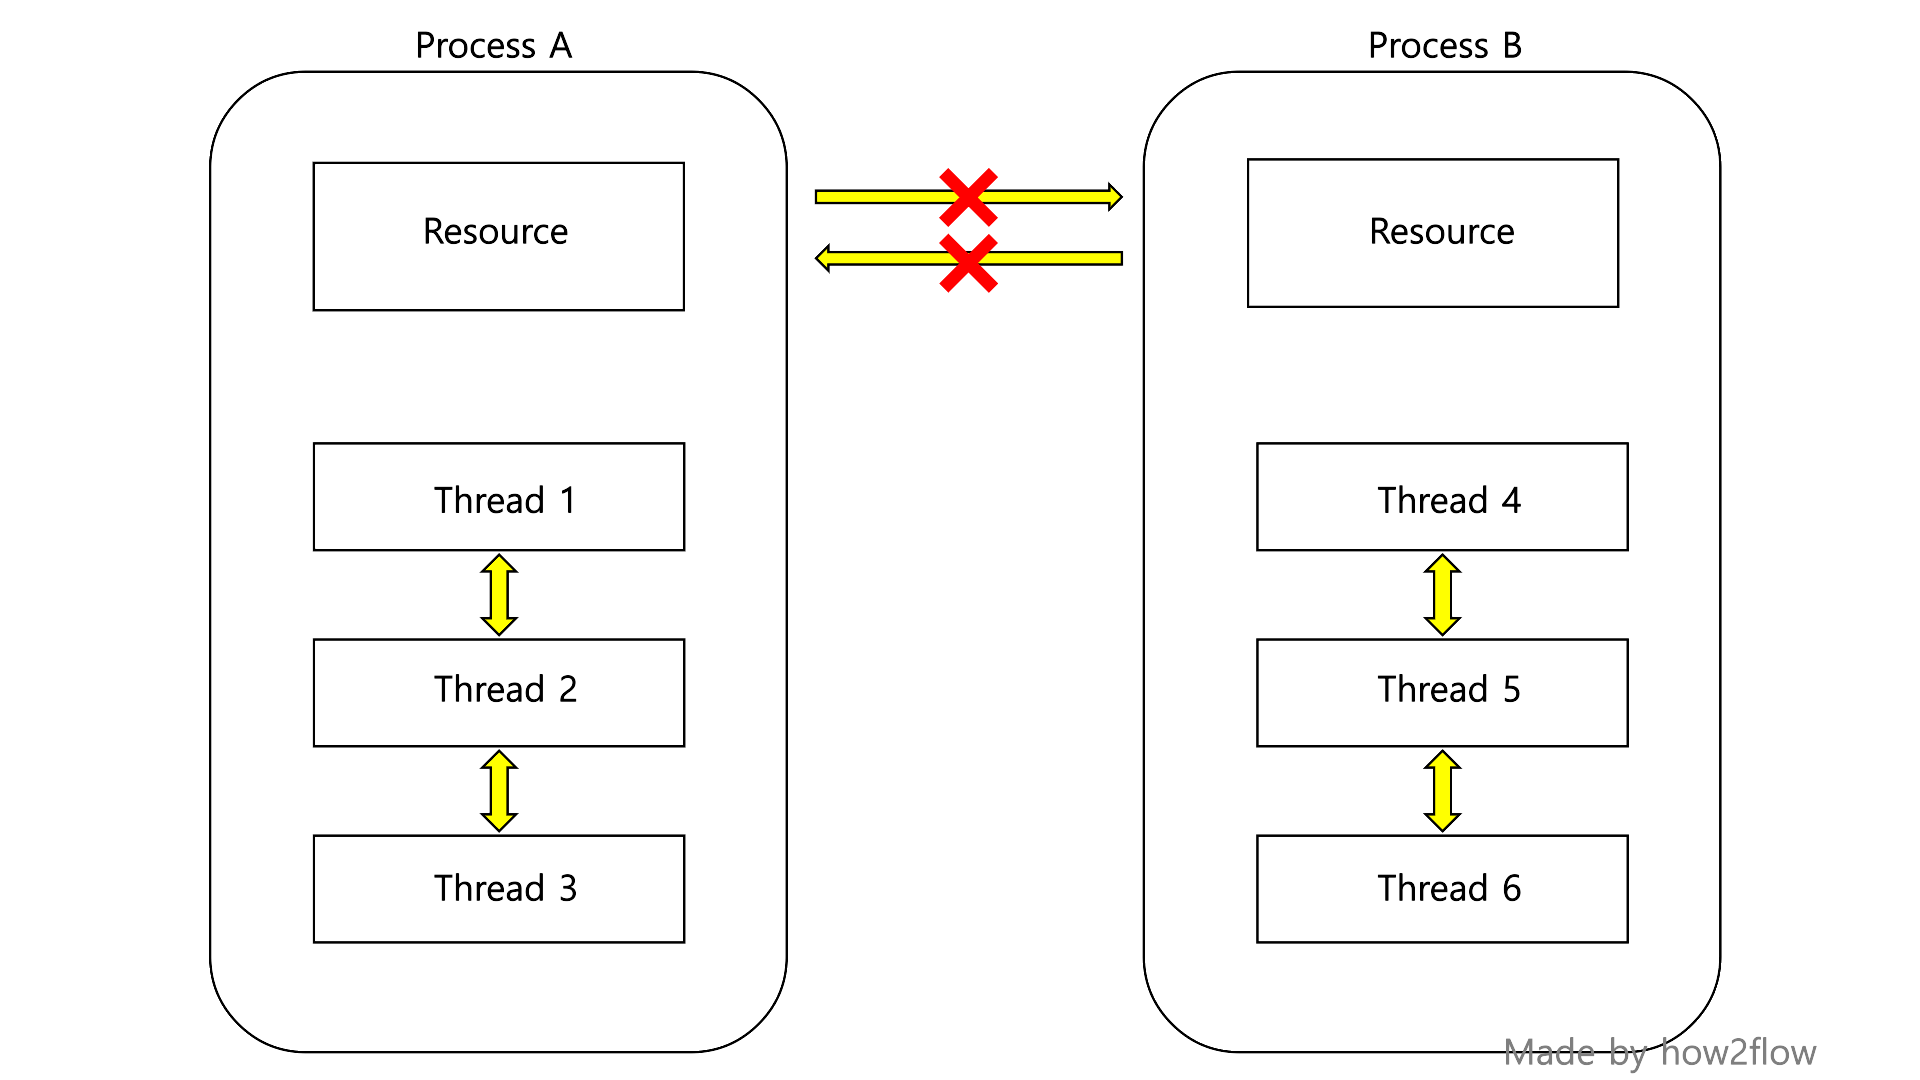 Process A
Resource
Thread 1
Thread 2
Thread 3
Process B
Resource
Thread 4
Thread 5
Thread 6
Made by how2flow